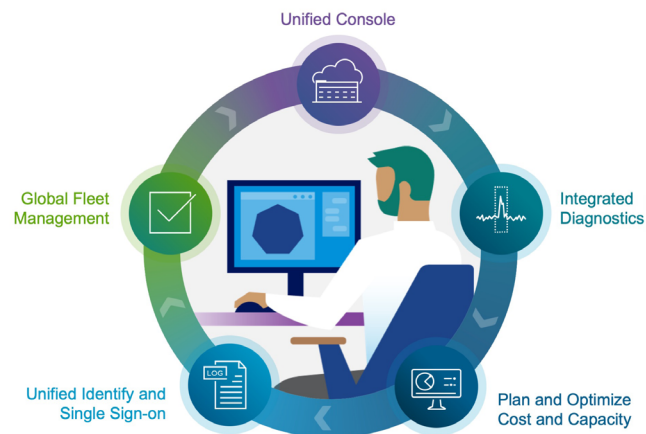 Unified Console
Global Fleet
Management
Integrated
Diagnostics
LOG
Unified Identify and
Single Sign-on
Plan and Optimize
Cost and Capacity